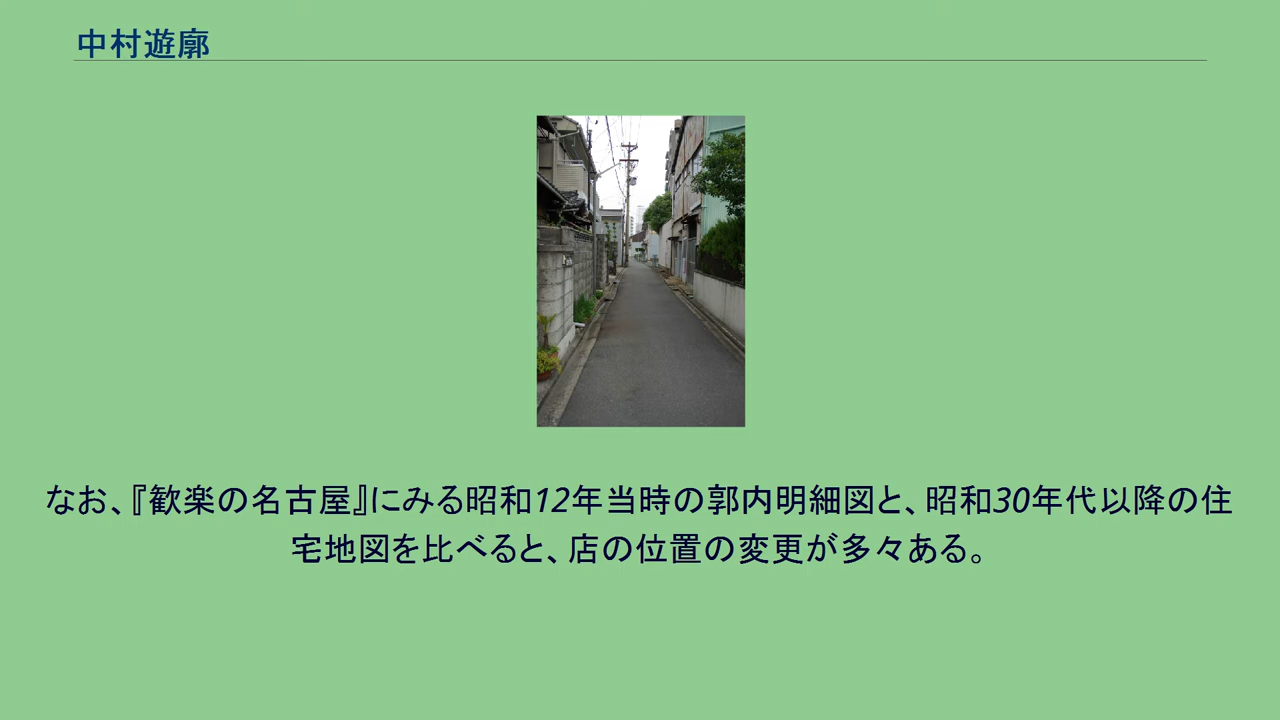 中村遊廓
なお、『歓楽の名古屋』にみる昭和12年当時の郭内明細図と、昭和30年代以降の住
宅地図を比べると、店の位置の変更が多々ある。